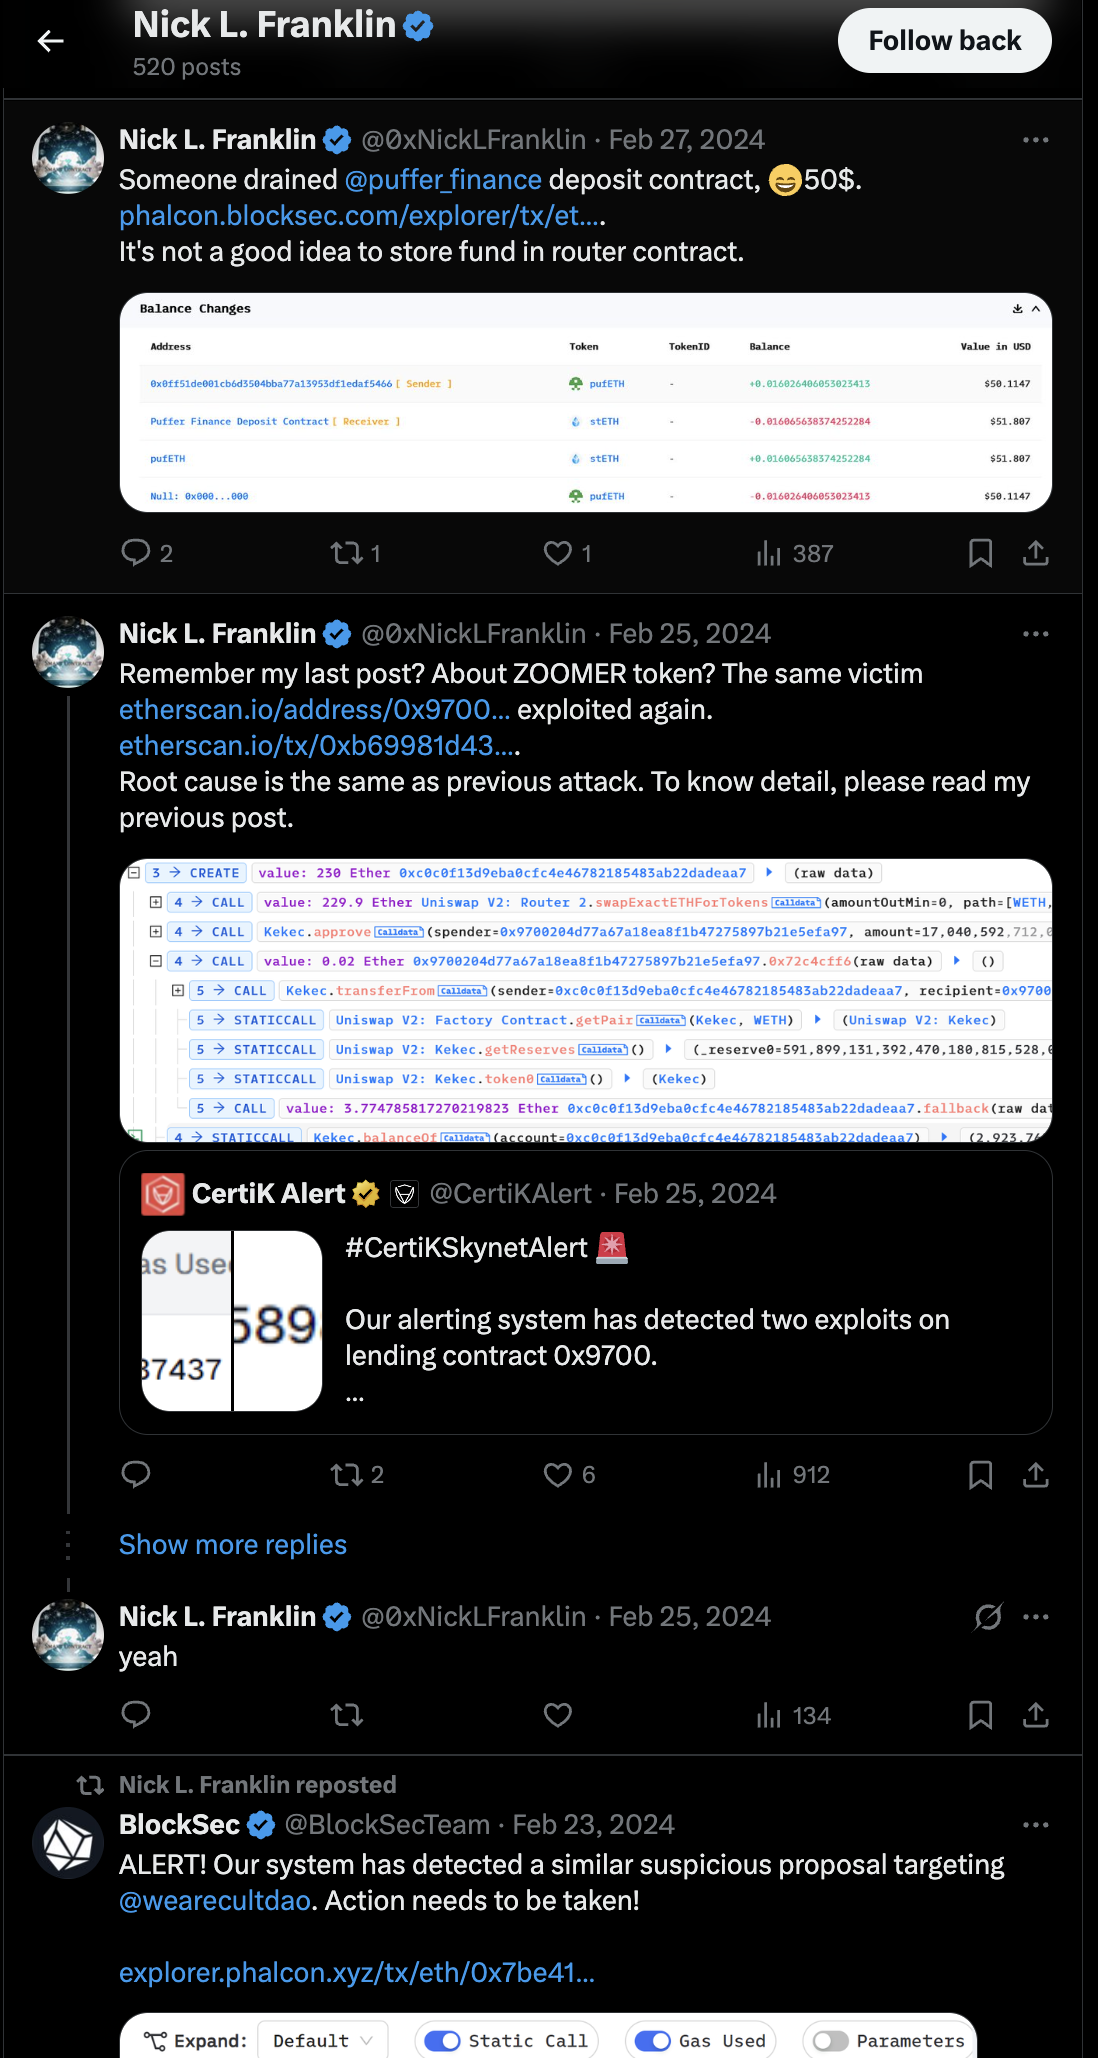 Nick L. Franklin
520 posts
Follow back
Nick L. Franklin @0xNickLFranklin · Feb 27, 2024
Someone drained @puffer_finance deposit contract, 😄50$.
phalcon.blocksec.com/explorer/tx/et….
It's not a good idea to store fund in router contract.
Balance Changes
Address Token TokenID Balance Value in USD
0x0ff51de001cb6d3504bba77a13953df1edaf5466 [ Sender ] pufETH - +0.016026406053023413 $50.1147
Puffer Finance Deposit Contract [ Receiver ] stETH - -0.016065638374252284 $51.807
pufETH stETH - +0.016065638374252284 $51.807
Null: 0x000...000 pufETH - -0.016026406053023413 $50.1147
2 1 1 387
Nick L. Franklin @0xNickLFranklin · Feb 25, 2024
Remember my last post? About ZOOMER token? The same victim
etherscan.io/address/0x9700… exploited again.
etherscan.io/tx/0xb69981d43….
Root cause is the same as previous attack. To know detail, please read my
previous post.
3 → CREATE value: 230 Ether 0xc0c0f13d9eba0cfc4e46782185483ab22dadeaa7 (raw data)
4 → CALL value: 229.9 Ether Uniswap V2: Router 2.swapExactETHForTokens Calldata (amountOutMin=0, path=[WETH,
4 → CALL Kekec.approve Calldata (spender=0x9700204d77a67a18ea8f1b47275897b21e5efa97, amount=17,040,592,712,0
4 → CALL value: 0.02 Ether 0x9700204d77a67a18ea8f1b47275897b21e5efa97.0x72c4cff6(raw data) ()
5 → CALL Kekec.transferFrom Calldata (sender=0xc0c0f13d9eba0cfc4e46782185483ab22dadeaa7, recipient=0x9700
5 → STATICCALL Uniswap V2: Factory Contract.getPair Calldata (Kekec, WETH) (Uniswap V2: Kekec)
5 → STATICCALL Uniswap V2: Kekec.getReserves Calldata () (_reserve0=591,899,131,392,470,180,815,528,0
5 → STATICCALL Uniswap V2: Kekec.token0 Calldata () (Kekec)
5 → CALL value: 3.774785817270219823 Ether 0xc0c0f13d9eba0cfc4e46782185483ab22dadeaa7.fallback(raw dat
4 → STATICCALL Kekec.balanceOf Calldata (account=0xc0c0f13d9eba0cfc4e46782185483ab22dadeaa7) (2,923,76
CertiK Alert @CertiKAlert · Feb 25, 2024
as Used
37437
589
#CertiKSkynetAlert 🚨
Our alerting system has detected two exploits on
lending contract 0x9700.
...
2 6 912
Show more replies
Nick L. Franklin @0xNickLFranklin · Feb 25, 2024
yeah
134
Nick L. Franklin reposted
BlockSec @BlockSecTeam · Feb 23, 2024
ALERT! Our system has detected a similar suspicious proposal targeting
@wearecultdao. Action needs to be taken!
explorer.phalcon.xyz/tx/eth/0x7be41…
Expand: Default Static Call Gas Used Parameters